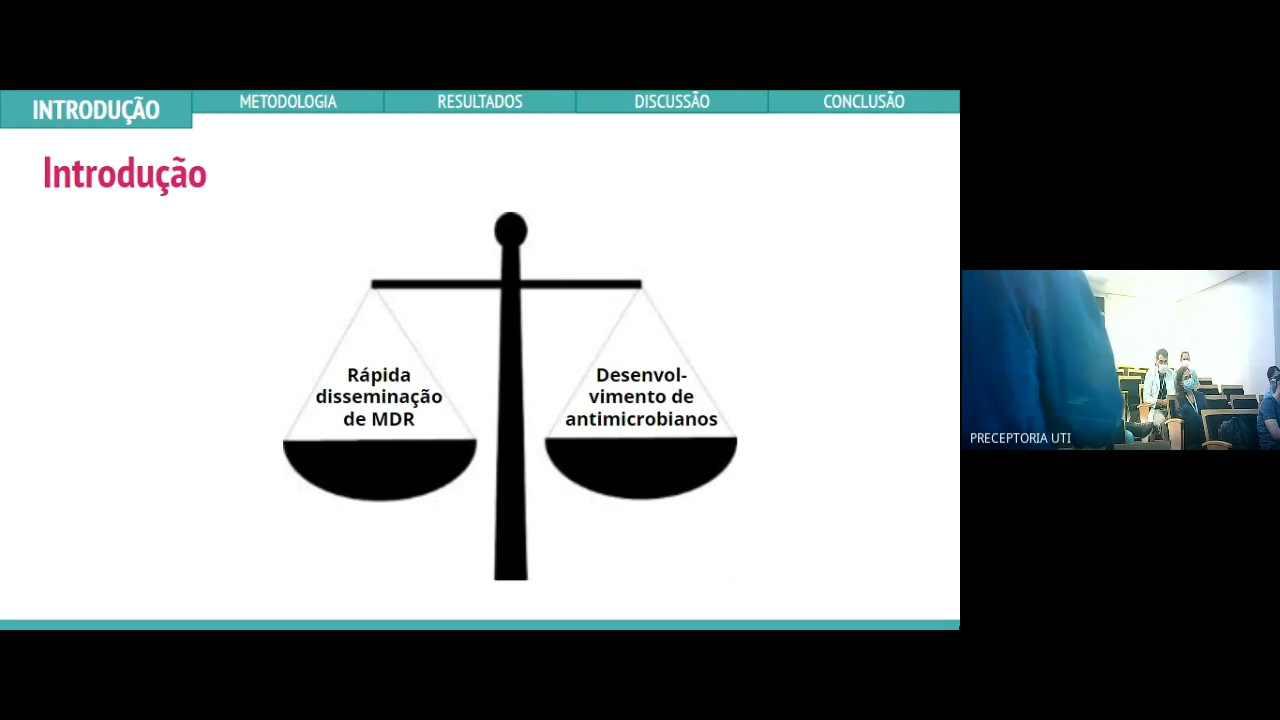 INTRODUÇÃO
METODOLOGIA
RESULTADOS
DISCUSSÃO
CONCLUSÃO
Introdução
Rápida
disseminação
de MDR
Desenvol-
vimento de
antimicrobianos
PRECEPTORIA UTI